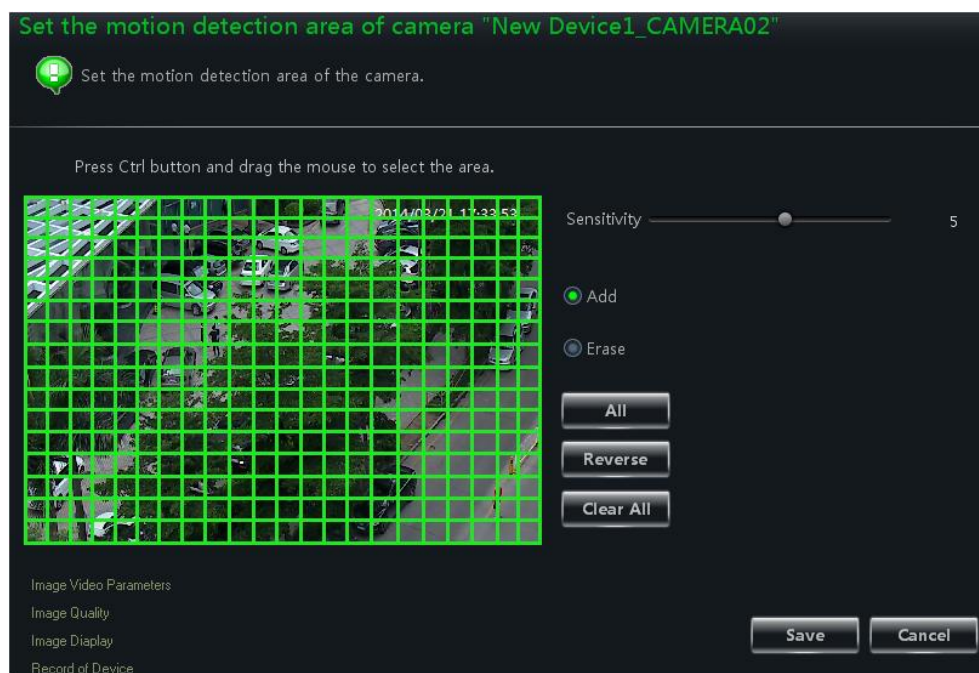 Set the motion detection area of camera "New Device1_CAMERA02"
Set the motion detection area of the camera.
Press Ctrl button and drag the mouse to select the area.
2014/03/21 17:33:53
Sensitivity 5
Add
Erase
All
Reverse
Clear All
Image Video Parameters
Image Quality
Image Diaplay
Record of Device
Save Cancel